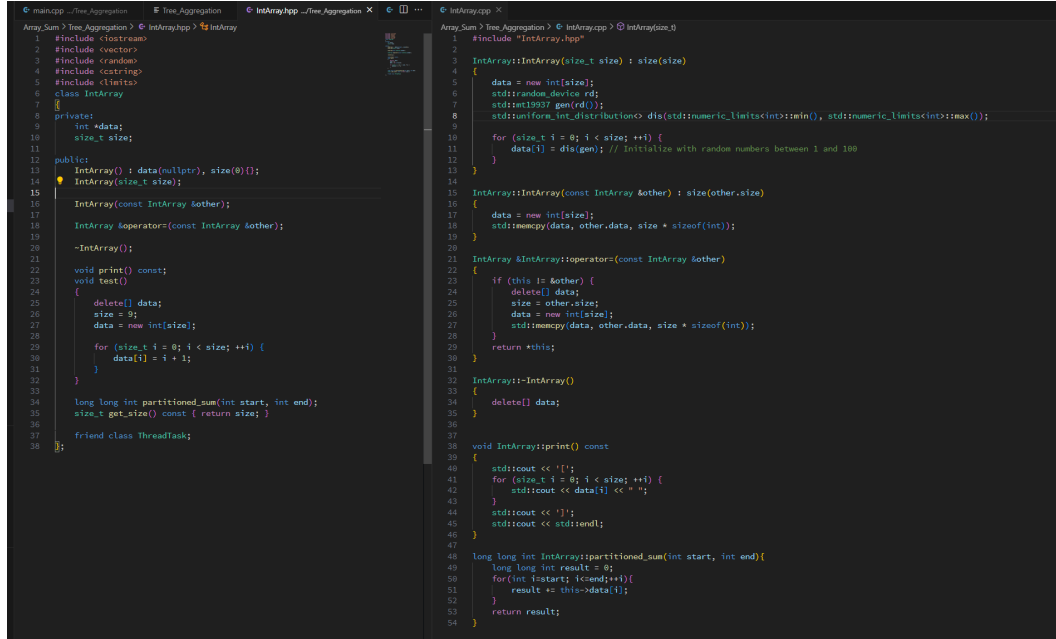 main.cpp .../Tree_Aggregation
Tree_Aggregation
IntArray.hpp .../Tree_Aggregation
Array_Sum > Tree_Aggregation > IntArray.hpp > IntArray
1 #include <iostream>
2 #include <vector>
3 #include <random>
4 #include <cstring>
5 #include <limits>
6 class IntArray
7 {
8 private:
9 int *data;
10 size_t size;
11
12 public:
13 IntArray() : data(nullptr), size(0){};
14 IntArray(size_t size);
15
16 IntArray(const IntArray &other);
17
18 IntArray &operator=(const IntArray &other);
19
20 ~IntArray();
21
22 void print() const;
23 void test()
24 {
25 delete[] data;
26 size = 9;
27 data = new int[size];
28
29 for (size_t i = 0; i < size; ++i) {
30 data[i] = i + 1;
31 }
32 }
33
34 long long int partitioned_sum(int start, int end);
35 size_t get_size() const { return size; }
36
37 friend class ThreadTask;
38 };
IntArray.cpp
Array_Sum > Tree_Aggregation > IntArray.cpp > IntArray(size_t)
1 #include "IntArray.hpp"
2
3 IntArray::IntArray(size_t size) : size(size)
4 {
5 data = new int[size];
6 std::random_device rd;
7 std::mt19937 gen(rd());
8 std::uniform_int_distribution<> dis(std::numeric_limits<int>::min(), std::numeric_limits<int>::max());
9
10 for (size_t i = 0; i < size; ++i) {
11 data[i] = dis(gen); // Initialize with random numbers between 1 and 100
12 }
13 }
14
15 IntArray::IntArray(const IntArray &other) : size(other.size)
16 {
17 data = new int[size];
18 std::memcpy(data, other.data, size * sizeof(int));
19 }
20
21 IntArray &IntArray::operator=(const IntArray &other)
22 {
23 if (this != &other) {
24 delete[] data;
25 size = other.size;
26 data = new int[size];
27 std::memcpy(data, other.data, size * sizeof(int));
28 }
29 return *this;
30 }
31
32 IntArray::~IntArray()
33 {
34 delete[] data;
35 }
36
37
38 void IntArray::print() const
39 {
40 std::cout << '[';
41 for (size_t i = 0; i < size; ++i) {
42 std::cout << data[i] << " ";
43 }
44 std::cout << ']';
45 std::cout << std::endl;
46 }
47
48 long long int IntArray::partitioned_sum(int start, int end){
49 long long int result = 0;
50 for(int i=start; i<=end;++i){
51 result += this->data[i];
52 }
53 return result;
54 }